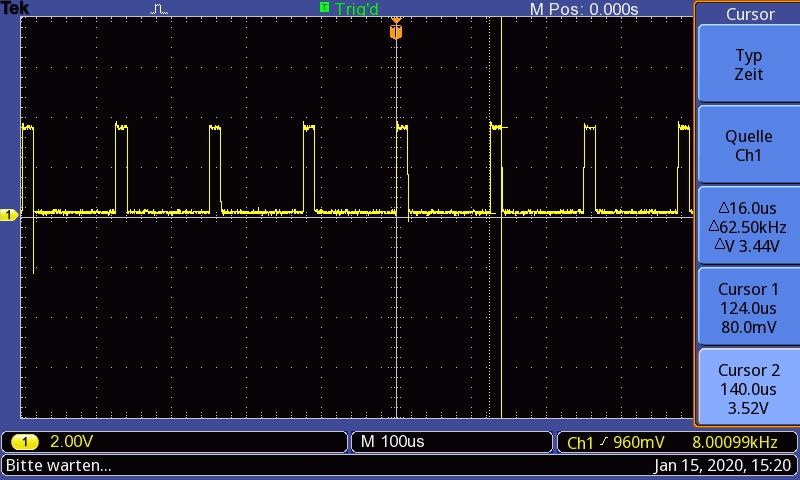 Tek
T Trig'd
M Pos: 0.000s
Cursor
T
Typ
Zeit
Quelle
Ch1
△16.0us
△62.50kHz
△V 3.44V
Cursor 1
124.0us
80.0mV
Cursor 2
140.0us
3.52V
1
1 2.00V
M 100us
Ch1 960mV 8.00099kHz
Bitte warten...
Jan 15, 2020, 15:20